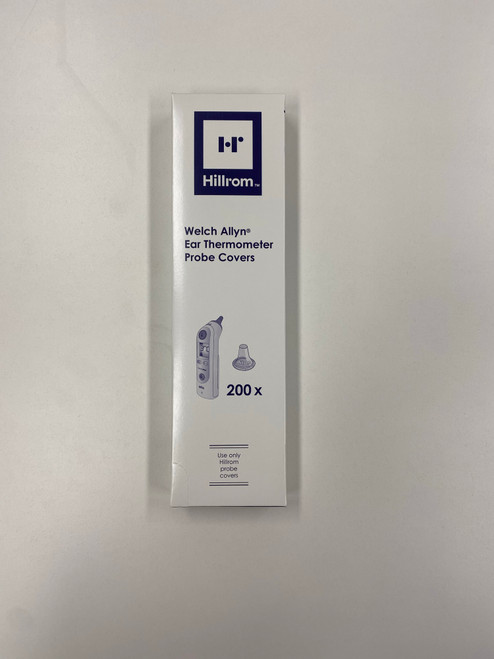 Hillrom™
Welch Allyn®
Ear Thermometer
Probe Covers
200 x
Use only
Hillrom
probe
covers